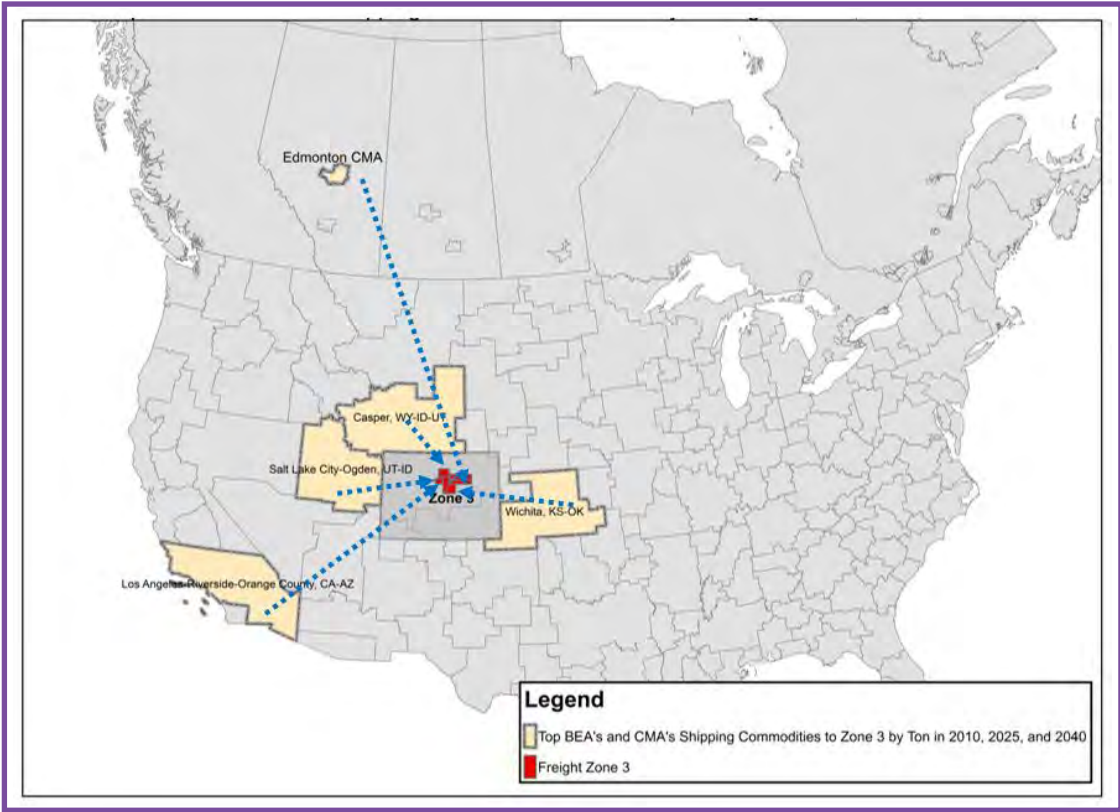 Edmonton CMA
Casper, WY-ID-UT
Salt Lake City-Ogden, UT-ID
Zone 3
Wichita, KS-OK
Los Angeles-Riverside-Orange County, CA-AZ
Legend
Top BEA's and CMA's Shipping Commodities to Zone 3 by Ton in 2010, 2025, and 2040
Freight Zone 3